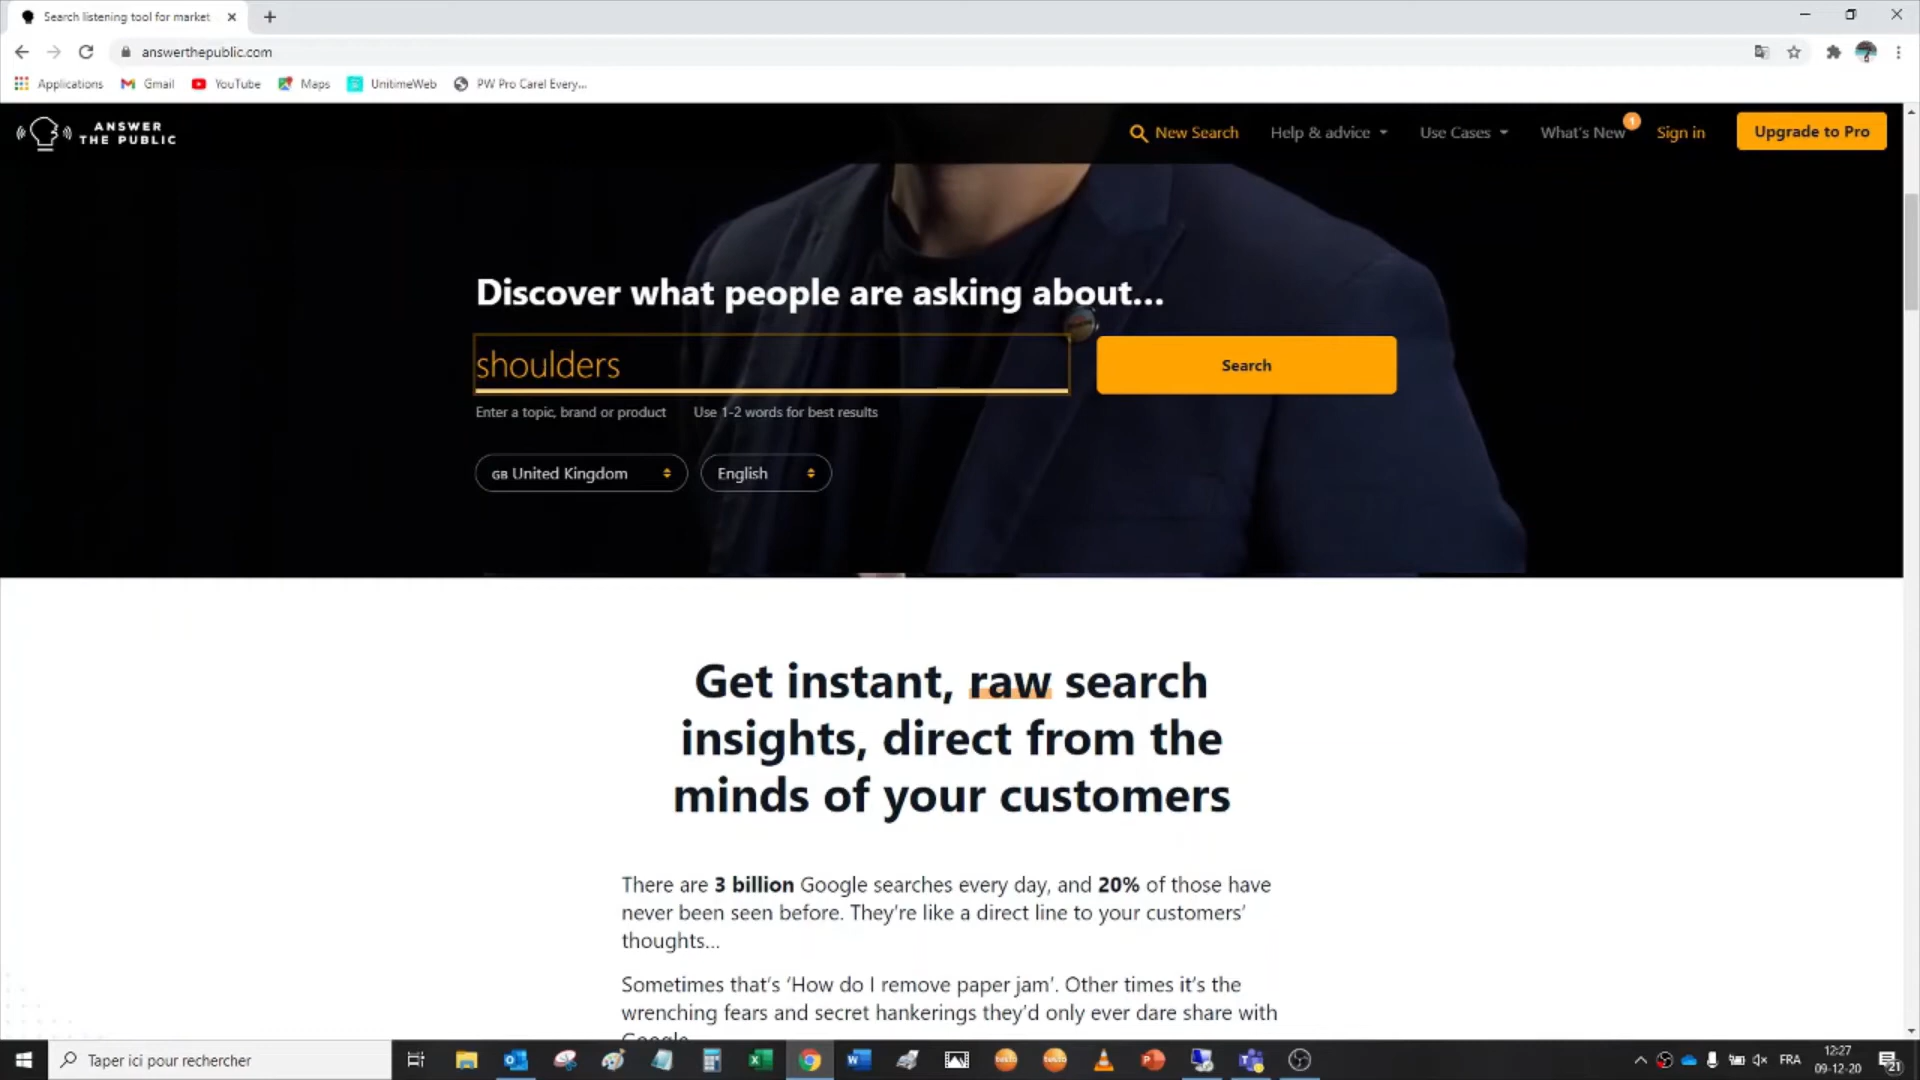 Search listening tool for market
answerthepublic.com
Applications Gmail YouTube Maps UnitimeWeb PW Pro Carel Every...
ANSWER
THE PUBLIC
New Search Help & advice Use Cases What's New 1 Sign in Upgrade to Pro
Discover what people are asking about...
shoulders
Search
Enter a topic, brand or product Use 1-2 words for best results
GB United Kingdom English
Get instant, raw search
insights, direct from the
minds of your customers
There are 3 billion Google searches every day, and 20% of those have
never been seen before. They're like a direct line to your customers'
thoughts...
Sometimes that's 'How do I remove paper jam'. Other times it's the
wrenching fears and secret hankerings they'd only ever dare share with
Google.
Taper ici pour rechercher
FRA
12:27
09-12-20
21